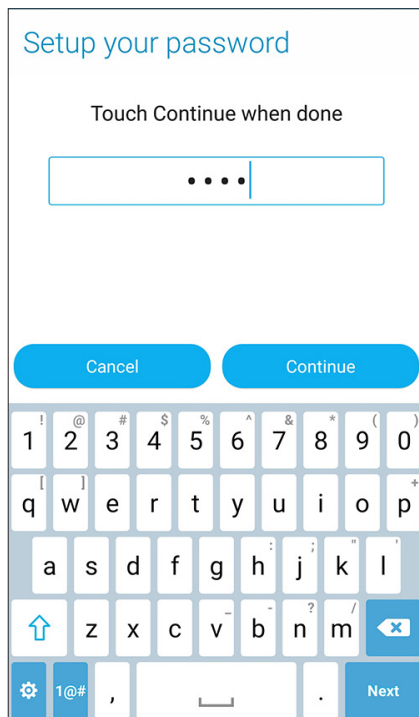 Setup your password
Touch Continue when done
••••
Cancel Continue
! @ # $ % ^ & * ( )
1 2 3 4 5 6 7 8 9 0
[ ] +
q w e r t y u i o p
: ; " '
a s d f g h j k l
_ - ? /
z x c v b n m
1@# , . Next